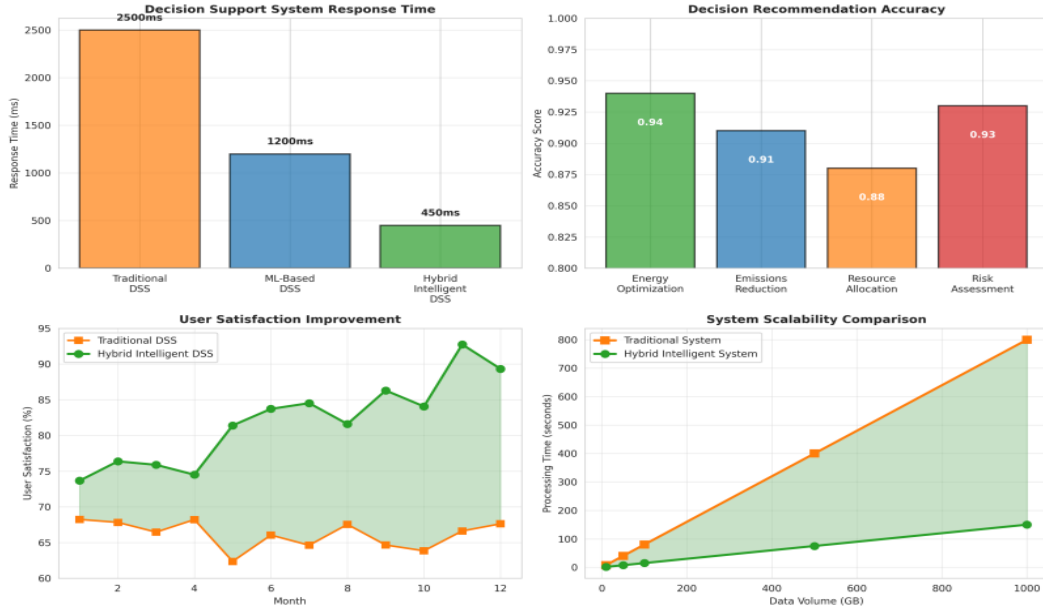 Decision Support System Response Time
2500ms
2500
2000
1500
1000
500
0
Response Time (ms)
1200ms
450ms
Traditional
DSS
ML-Based
DSS
Hybrid
Intelligent
DSS
Decision Recommendation Accuracy
1.000
0.975
0.950
0.925
0.900
0.875
0.850
0.825
0.800
Accuracy Score
0.94
0.91
0.88
0.93
Energy
Optimization
Emissions
Reduction
Resource
Allocation
Risk
Assessment
User Satisfaction Improvement
95
90
85
80
75
70
65
60
User Satisfaction (%)
Traditional DSS
Hybrid Intelligent DSS
2
4
6
8
10
12
Month
System Scalability Comparison
800
700
600
500
400
300
200
100
0
Processing Time (seconds)
Traditional System
Hybrid Intelligent System
0
200
400
600
800
1000
Data Volume (GB)